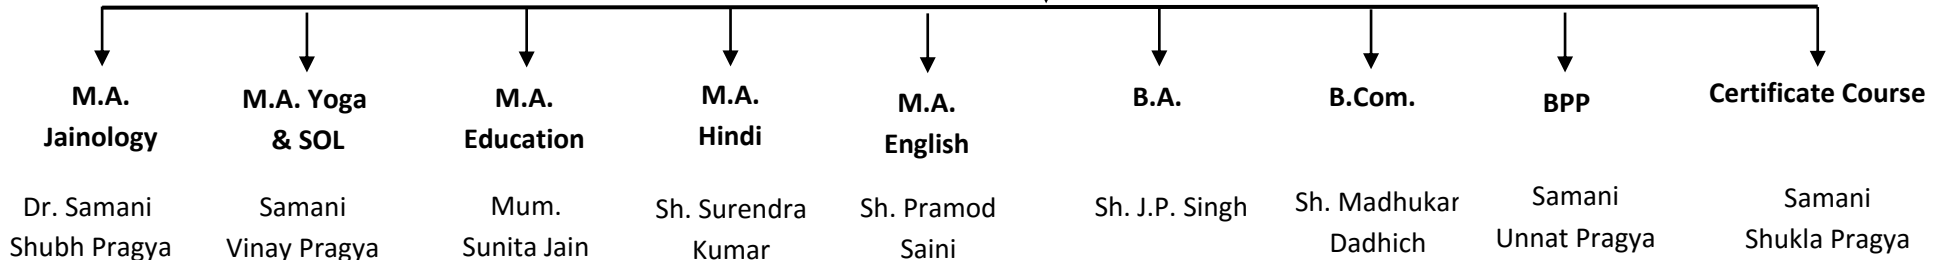 M.A.
Jainology
M.A. Yoga
& SOL
M.A.
Education
M.A.
Hindi
M.A.
English
B.A.
B.Com.
BPP
Certificate Course
Dr. Samani
Shubh Pragya
Samani
Vinay Pragya
Mum.
Sunita Jain
Sh. Surendra
Kumar
Sh. Pramod
Saini
Sh. J.P. Singh
Sh. Madhukar
Dadhich
Samani
Unnat Pragya
Samani
Shukla Pragya